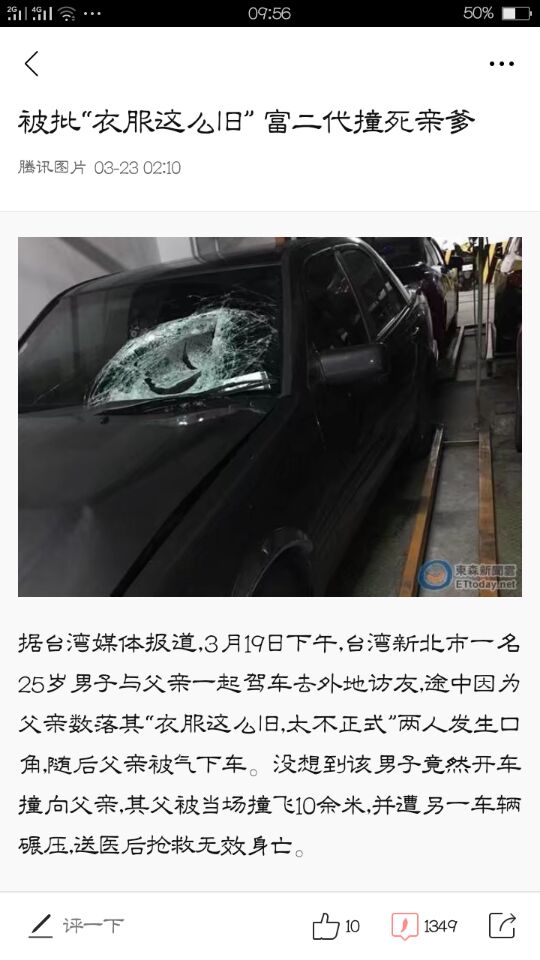 2G 4G 09:56 50%
被批“衣服这么旧” 富二代撞死亲爹
腾讯图片 03-23 02:10
東森新聞雲
ETtoday.net
据台湾媒体报道,3月19日下午,台湾新北市一名
25岁男子与父亲一起驾车去外地访友,途中因为
父亲数落其“衣服这么旧,太不正式”两人发生口
角,随后父亲被气下车。没想到该男子竟然开车
撞向父亲,其父被当场撞飞10余米,并遭另一车辆
碾压,送医后抢救无效身亡。
评一下 10 1349